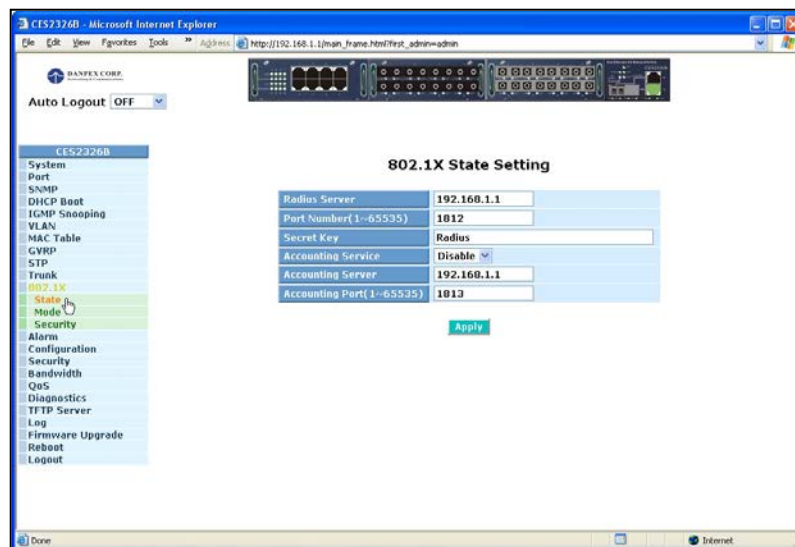 CES2326B - Microsoft Internet Explorer
File Edit View Favorites Tools » Address http://192.168.1.1/main_frame.html?first_admin=admin
DANPEX CORP.
Auto Logout OFF
CES2326B
System
Port
SNMP
DHCP Boot
IGMP Snooping
VLAN
MAC Table
GVRP
STP
Trunk
802.1X
State
Mode
Security
Alarm
Configuration
Security
Bandwidth
QoS
Diagnostics
TFTP Server
Log
Firmware Upgrade
Reboot
Logout
802.1X State Setting
Radius Server 192.168.1.1
Port Number(1~65535) 1812
Secret Key Radius
Accounting Service Disable
Accounting Server 192.168.1.1
Accounting Port(1~65535) 1813
Apply
Done Internet